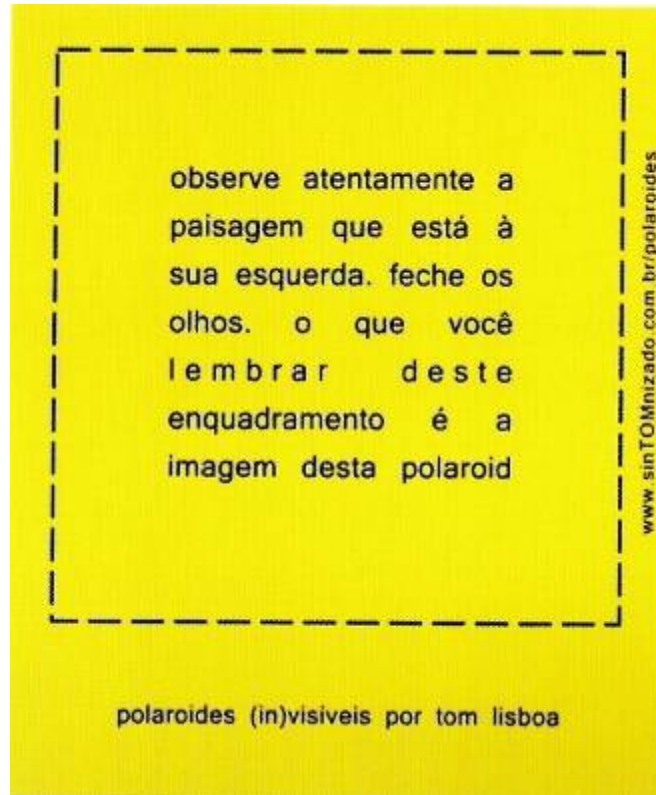 observe atentamente a
paisagem que está à
sua esquerda. feche os
olhos. o que você
lembrar deste
enquadramento é a
imagem desta polaroid
www.sinTOMnizado.com.br/polaroides
polaroides (in)visiveis por tom lisboa